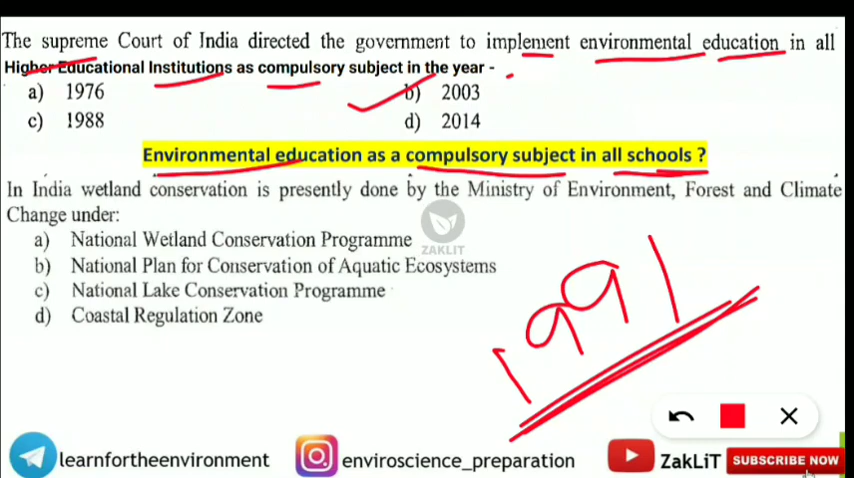 The supreme Court of India directed the government to implement environmental education in all
Higher Educational Institutions as compulsory subject in the year -
a) 1976 b) 2003
c) 1988 d) 2014
Environmental education as a compulsory subject in all schools ?
In India wetland conservation is presently done by the Ministry of Environment, Forest and Climate
Change under:
a) National Wetland Conservation Programme
ZAKLIT
b) National Plan for Conservation of Aquatic Ecosystems
c) National Lake Conservation Programme
d) Coastal Regulation Zone
1991
learnfortheenvironment enviroscience_preparation ZakLiT SUBSCRIBE NOW